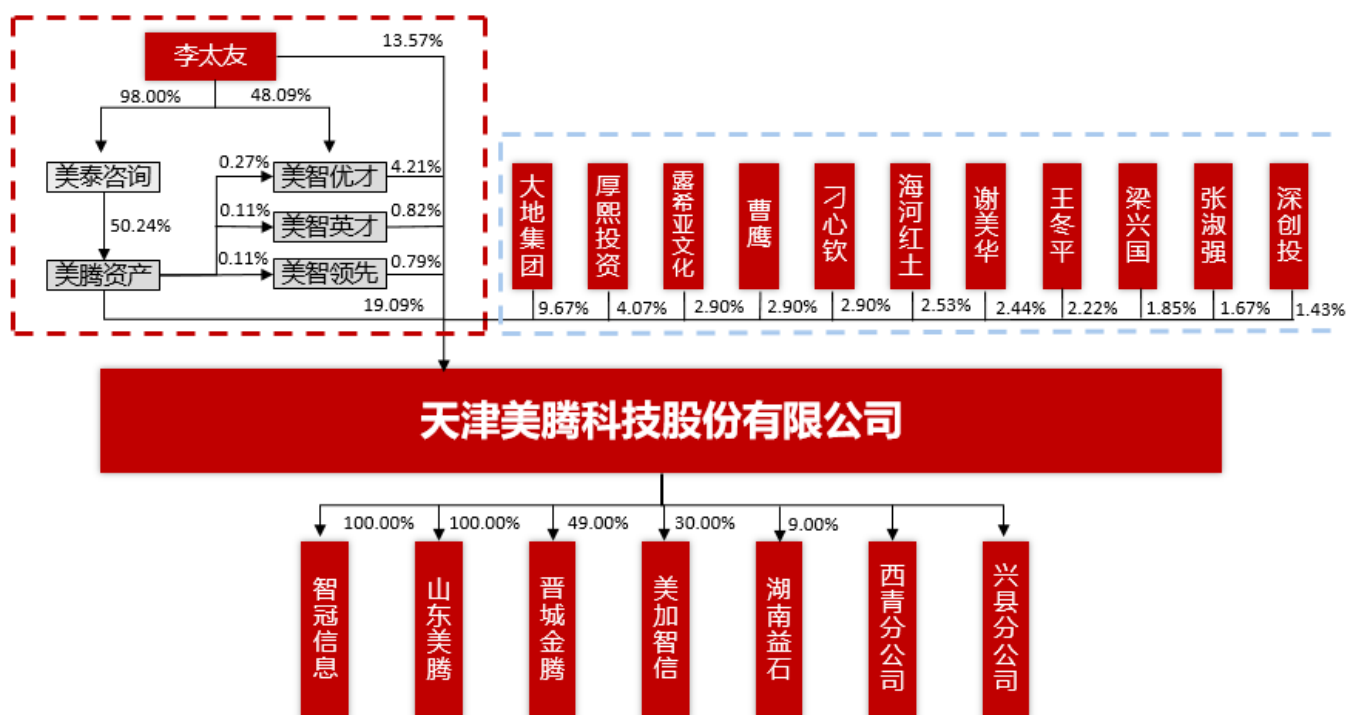 李太友
13.57%
98.00%
48.09%
美泰咨询
0.27%
美智优才
4.21%
50.24%
0.11%
美智英才
0.82%
美腾资产
0.11%
美智领先
0.79%
19.09%
大地集团
厚熙投资
露希亚文化
曹鹰
刁心钦
海河红土
谢美华
王冬平
梁兴国
张淑强
深创投
9.67%
4.07%
2.90%
2.90%
2.90%
2.53%
2.44%
2.22%
1.85%
1.67%
1.43%
天津美腾科技股份有限公司
100.00%
100.00%
49.00%
30.00%
9.00%
智冠信息
山东美腾
晋城金腾
美加智信
湖南益石
西青分公司
兴县分公司